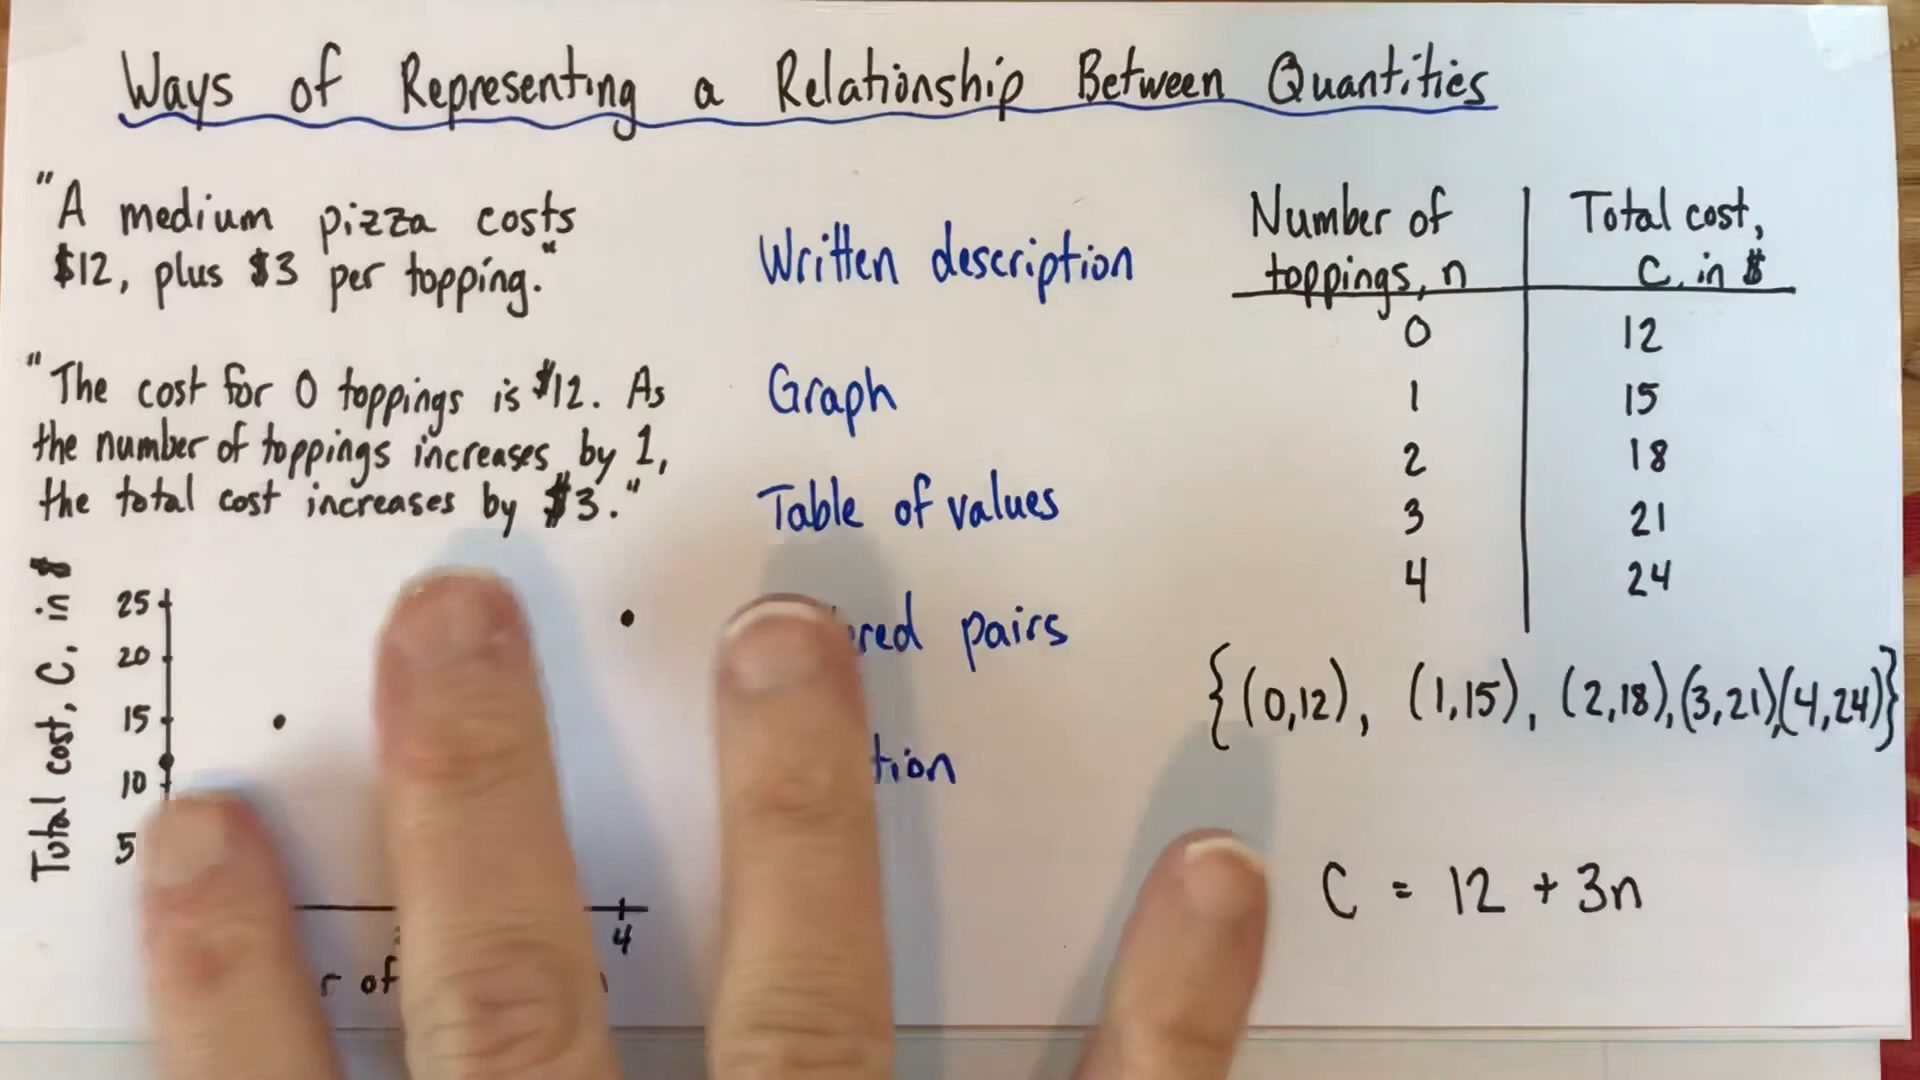 Ways of Representing a Relationship Between Quantities
"A medium pizza costs
$12, plus $3 per topping."
"The cost for 0 toppings is $12. As
the number of toppings increases by 1,
the total cost increases by $3."
Total cost, C, in $
25
20
15
10
5
4
of
Written description
Graph
Table of values
pairs
Number of toppings, n | Total cost, C, in $
0 12
1 15
2 18
3 21
4 24
{(0,12), (1,15), (2,18),(3,21),(4,24)}
C = 12 + 3n